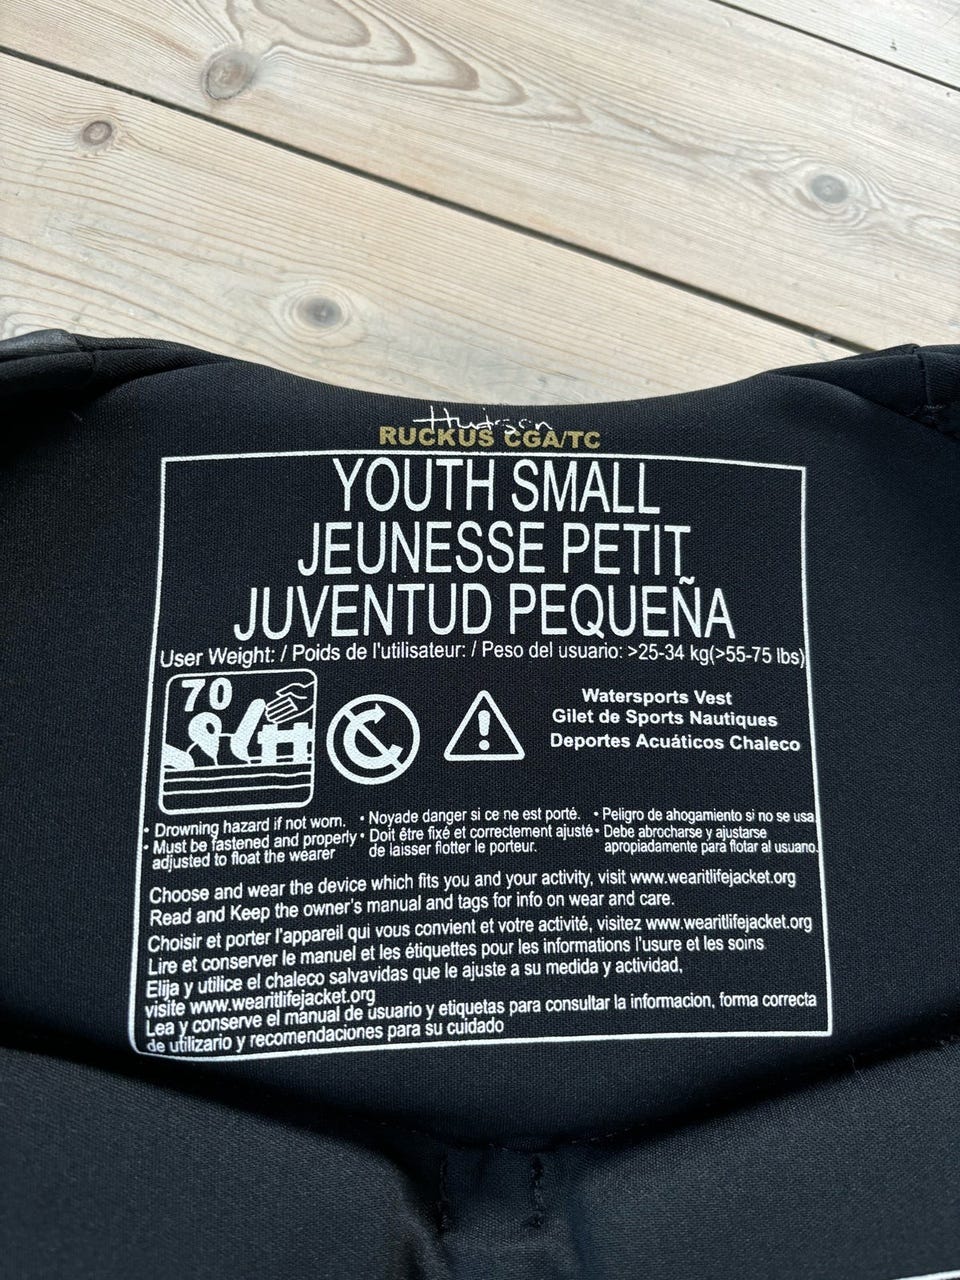 Hudson
RUCKUS CGA/TC
YOUTH SMALL
JEUNESSE PETIT
JUVENTUD PEQUEÑA
User Weight: / Poids de l'utilisateur: / Peso del usuario: >25-34 kg(>55-75 lbs)
70
Watersports Vest
Gilet de Sports Nautiques
Deportes Acuáticos Chaleco
• Drowning hazard if not worn.
• Must be fastened and properly
adjusted to float the wearer
• Noyade danger si ce ne est porté.
• Doit être fixé et correctement ajusté
de laisser flotter le porteur.
• Peligro de ahogamiento si no se usa
• Debe abrocharse y ajustarse
apropiadamente para flotar al usuano.
Choose and wear the device which fits you and your activity, visit www.wearitlifejacket.org
Read and Keep the owner's manual and tags for info on wear and care.
Choisir et porter l'appareil qui vous convient et votre activité, visitez www.wearitlifejacket.org
Lire et conserver le manuel et les étiquettes pour les informations l'usure et les soins
Elija y utilice el chaleco salvavidas que le ajuste a su medida y actividad,
visite www.wearitlifejacket.org
Lea y conserve el manual de usuario y etiquetas para consultar la informacion, forma correcta
de utilizario y recomendaciones para su cuidado